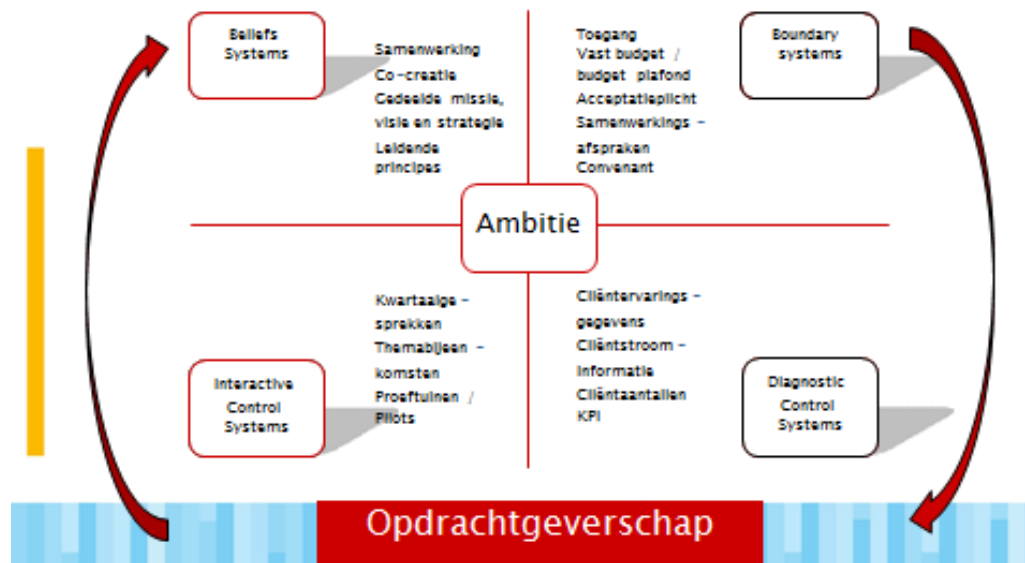 Beliefs
Systems
Samenwerking
Co-creatie
Gedeelde missie,
visie en strategie
Leidende
principes
Toegang
Vast budget /
budget plafond
Acceptatieplicht
Samenwerkings -
afspraken
Convenant
Boundary
systems
Ambitie
Interactive
Control
Systems
Kwartaalge -
sprekken
Themabijeen -
komsten
Proeftuinen /
Pilots
Cliëntervarings -
gegevens
Cliëntstroom -
informatie
Cliëntaantallen
KPI
Diagnostic
Control
Systems
Opdrachtgeverschap